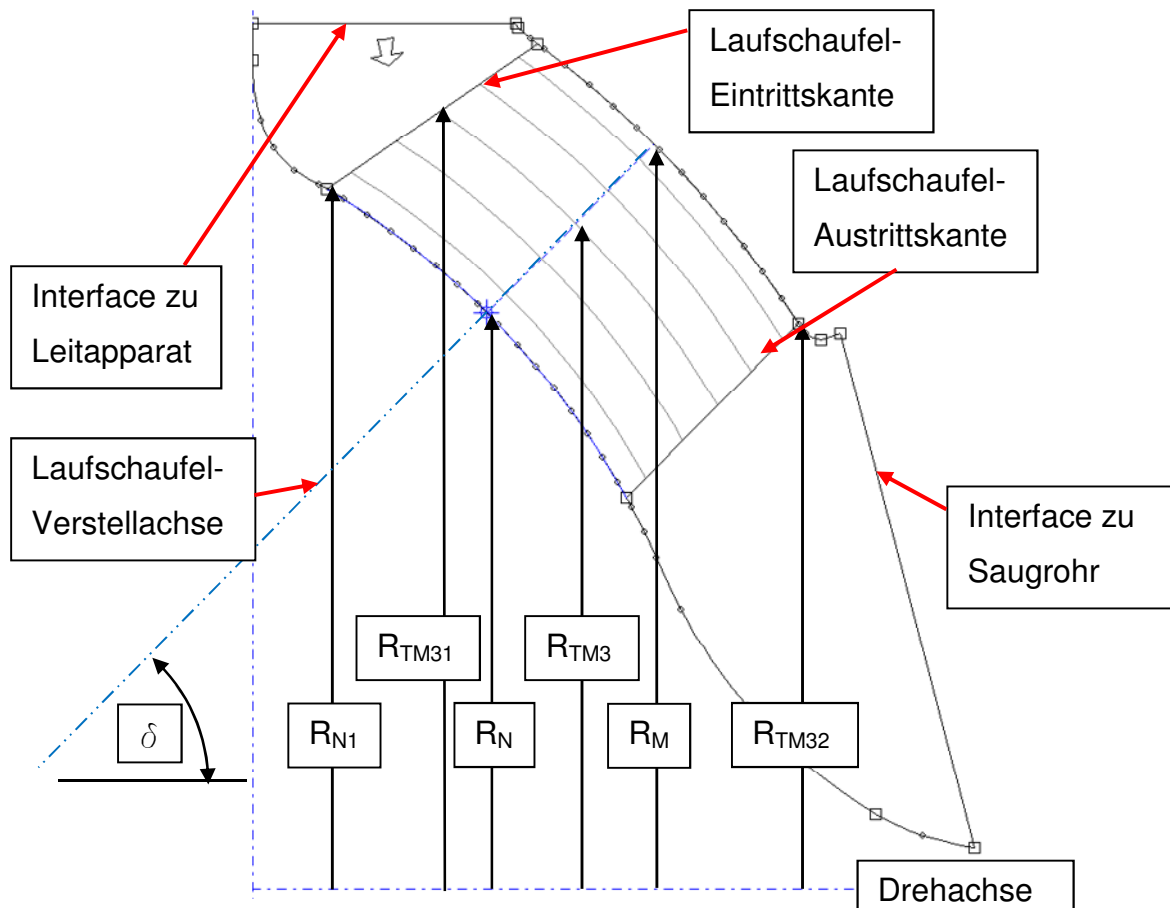 Laufschaufel-
Eintrittskante
Laufschaufel-
Austrittskante
Interface zu
Leitapparat
Laufschaufel-
Verstellachse
Interface zu
Saugrohr
R_TM31
R_TM3
δ
R_N1
R_N
R_M
R_TM32
Drehachse